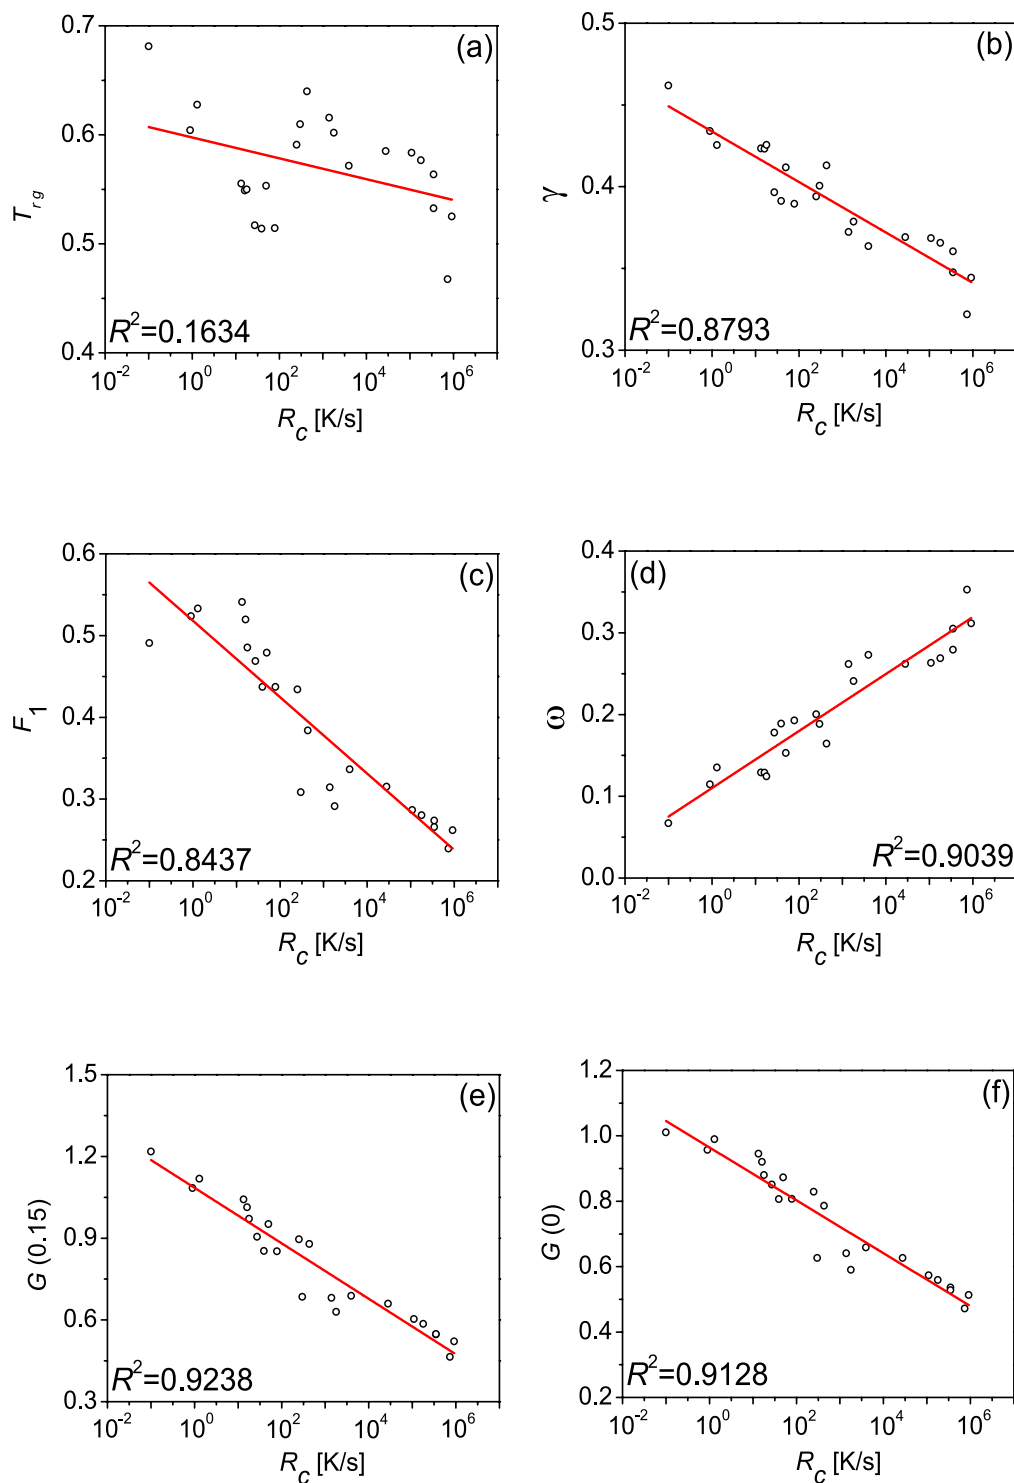 (a)
0.7
0.6
0.5
0.4
T_rg
R²=0.1634
10⁻² 10⁰ 10² 10⁴ 10⁶
R_c [K/s]
(b)
0.5
0.4
0.3
γ
R²=0.8793
10⁻² 10⁰ 10² 10⁴ 10⁶
R_c [K/s]
(c)
0.6
0.5
0.4
0.3
0.2
F₁
R²=0.8437
10⁻² 10⁰ 10² 10⁴ 10⁶
R_c [K/s]
(d)
0.4
0.3
0.2
0.1
0.0
ω
R²=0.9039
10⁻² 10⁰ 10² 10⁴ 10⁶
R_c [K/s]
(e)
1.5
1.2
0.9
0.6
0.3
G (0.15)
R²=0.9238
10⁻² 10⁰ 10² 10⁴ 10⁶
R_c [K/s]
(f)
1.2
1.0
0.8
0.6
0.4
0.2
G (0)
R²=0.9128
10⁻² 10⁰ 10² 10⁴ 10⁶
R_c [K/s]